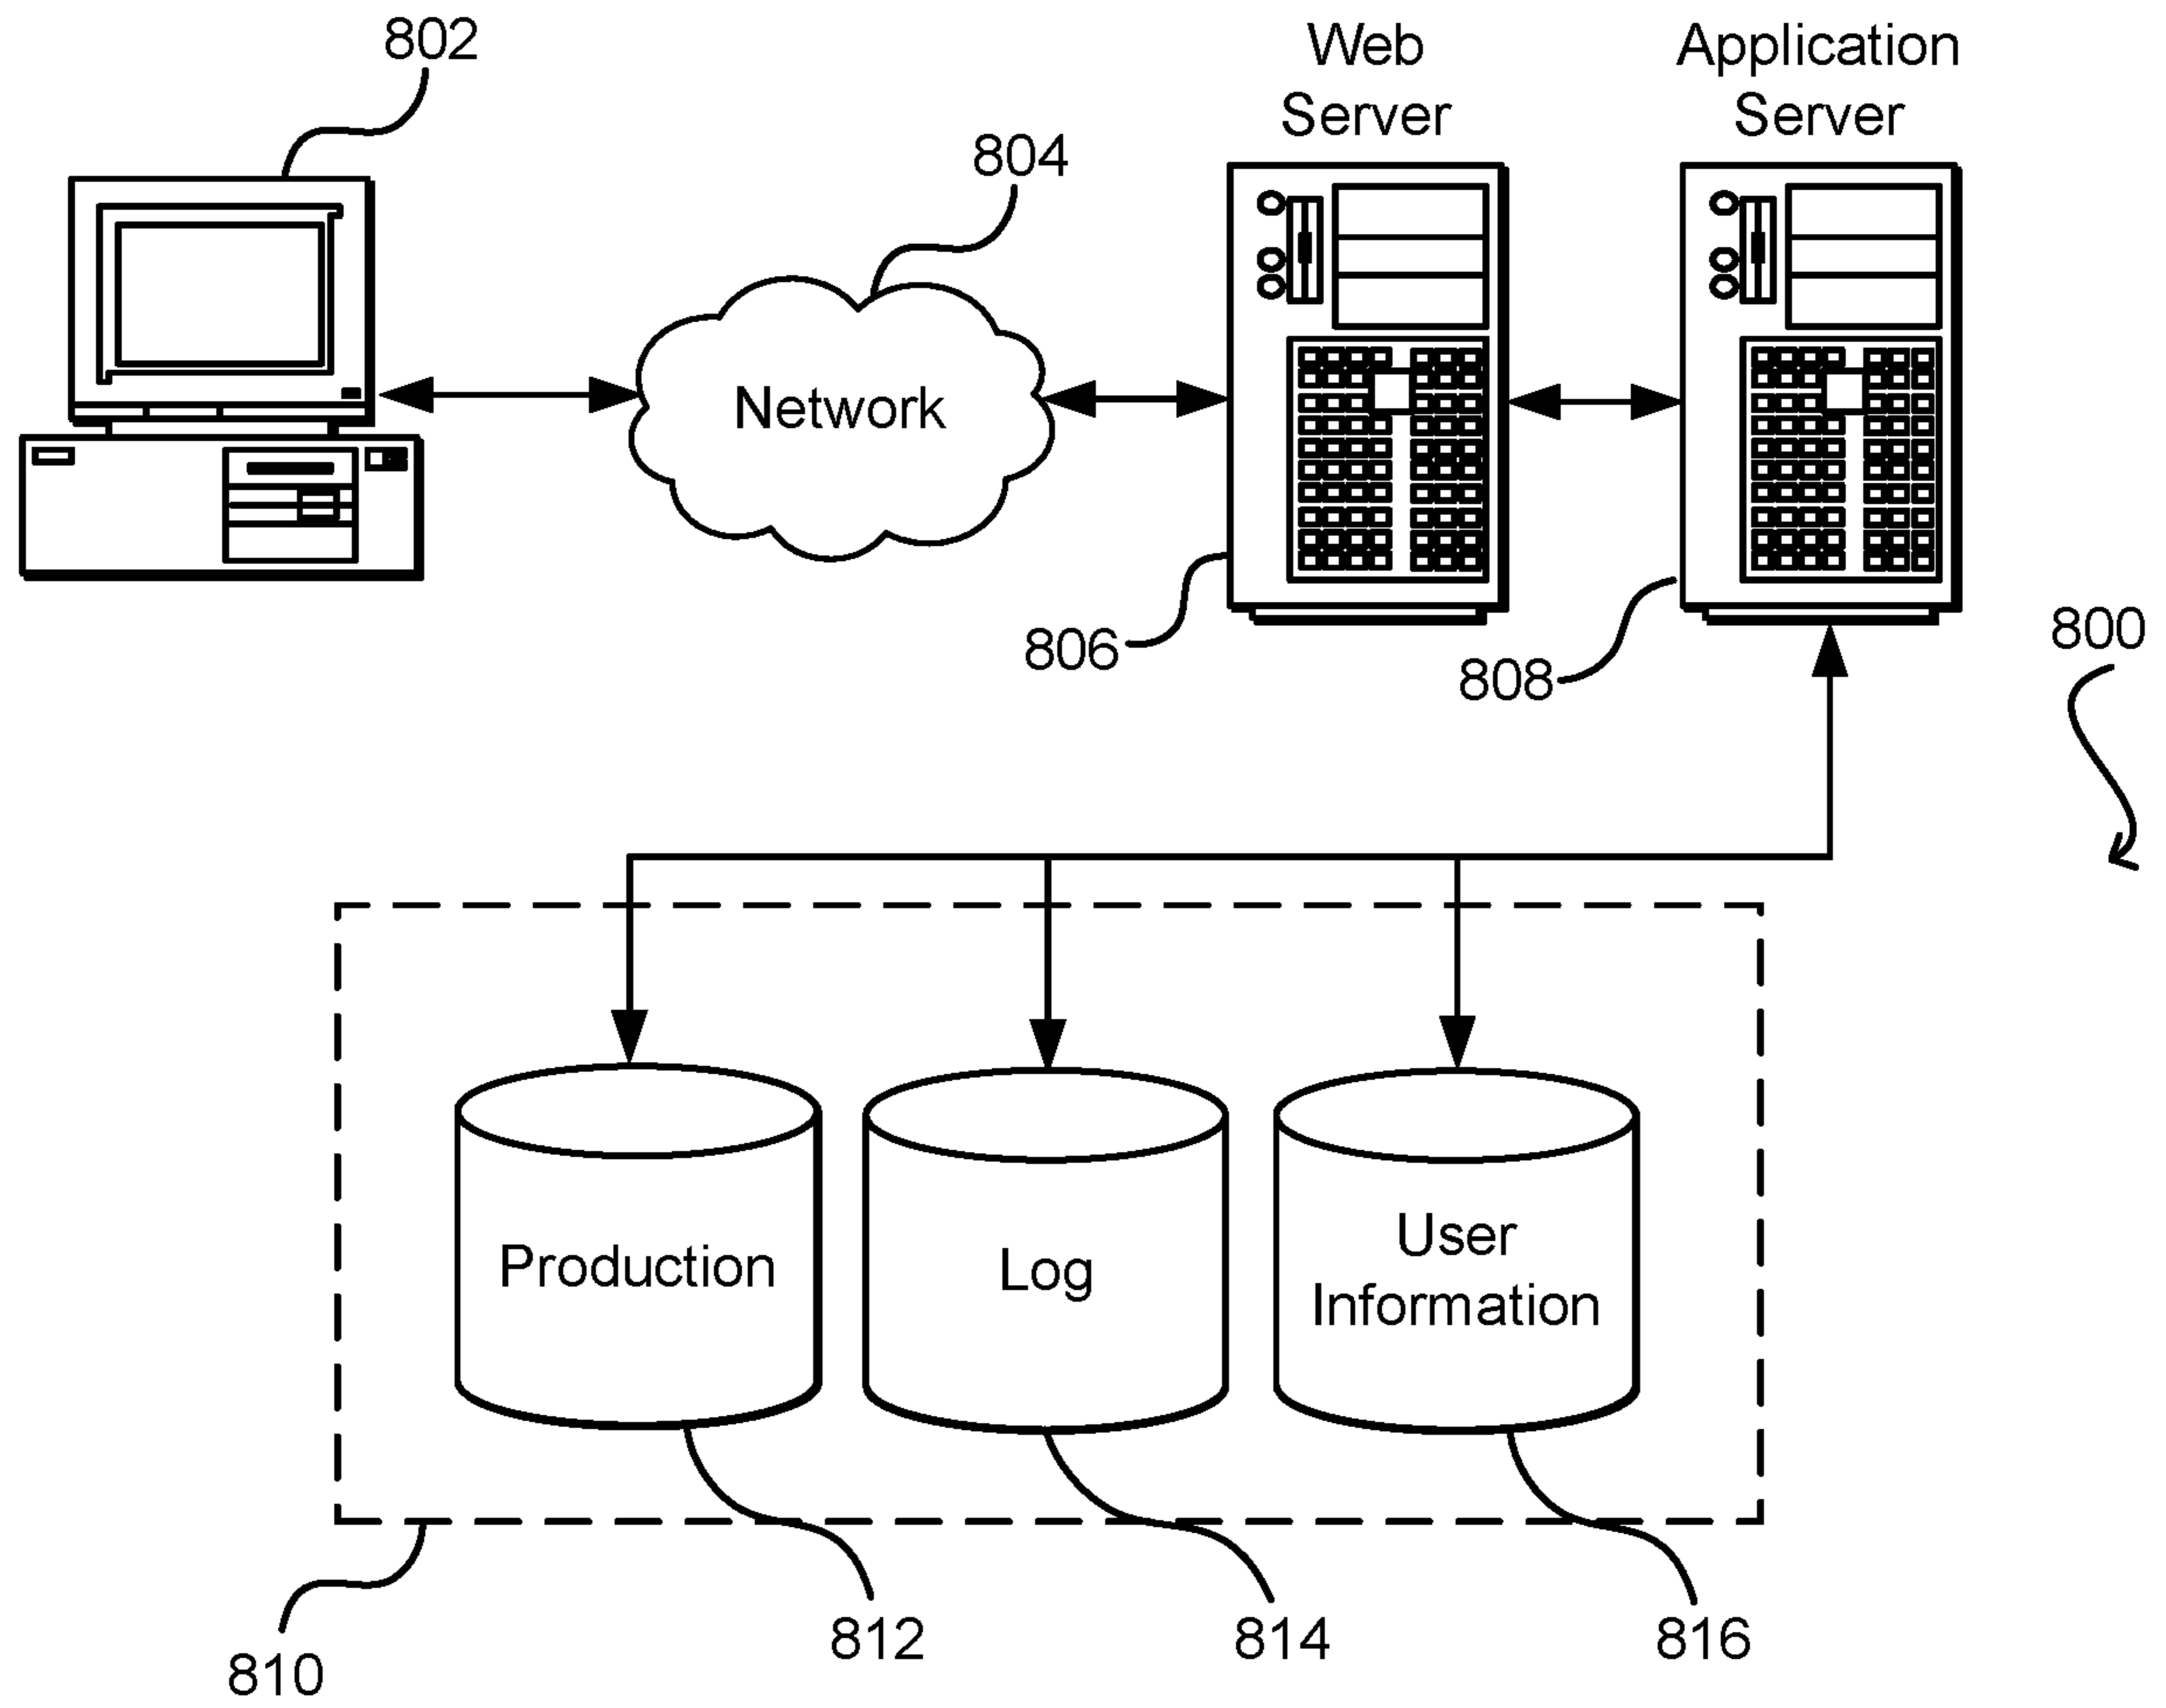 802
Web
Server
Application
Server
804
Network
806
808
800
Production
Log
User
Information
810
812
814
816